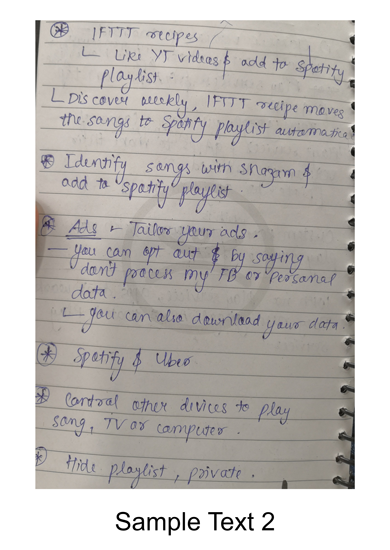 * IFTTT recipes
└ Like YT videos & add to Spotify
playlist.
└ Discover weekly, IFTTT recipe moves
the songs to Spotify playlist automatica
* Identify songs with Shazam &
add to Spotify playlist.
* Ads - Tailor your ads.
- you can opt out & by saying
don't process my FB or personal
data.
└ you can also download your data.
* Spotify & Uber
* Control other devices to play
song, TV or computer.
* Hide playlist, private.
Sample Text 2